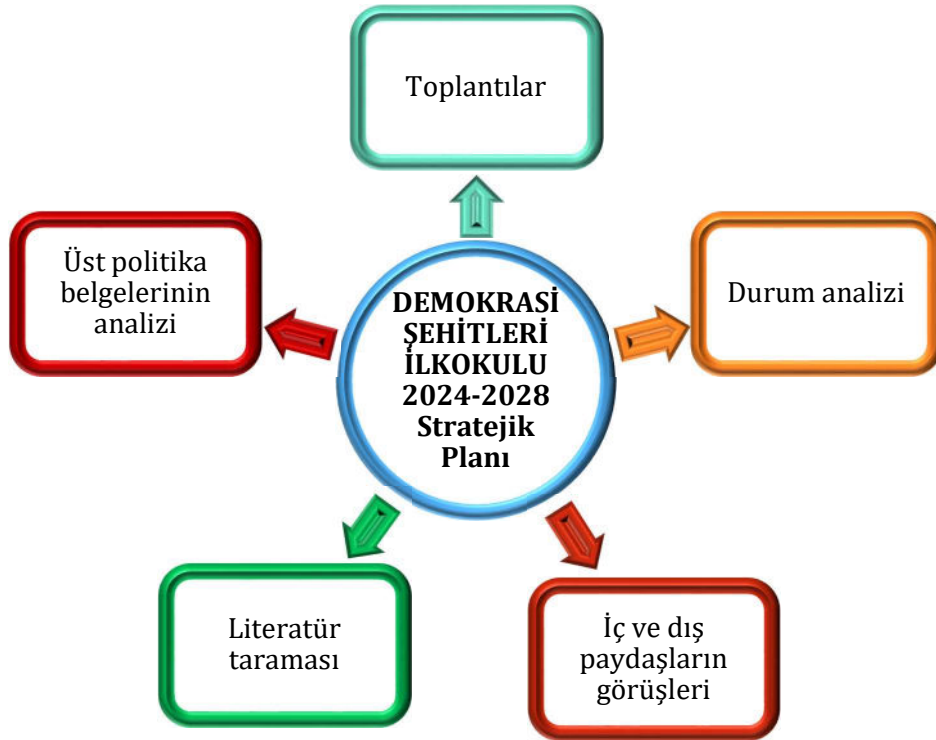 Toplantılar
Üst politika
belgelerinin
analizi
DEMOKRASİ
ŞEHİTLERİ
İLKOKULU
2024-2028
Stratejik
Planı
Durum analizi
Literatür
taraması
İç ve dış
paydaşların
görüşleri